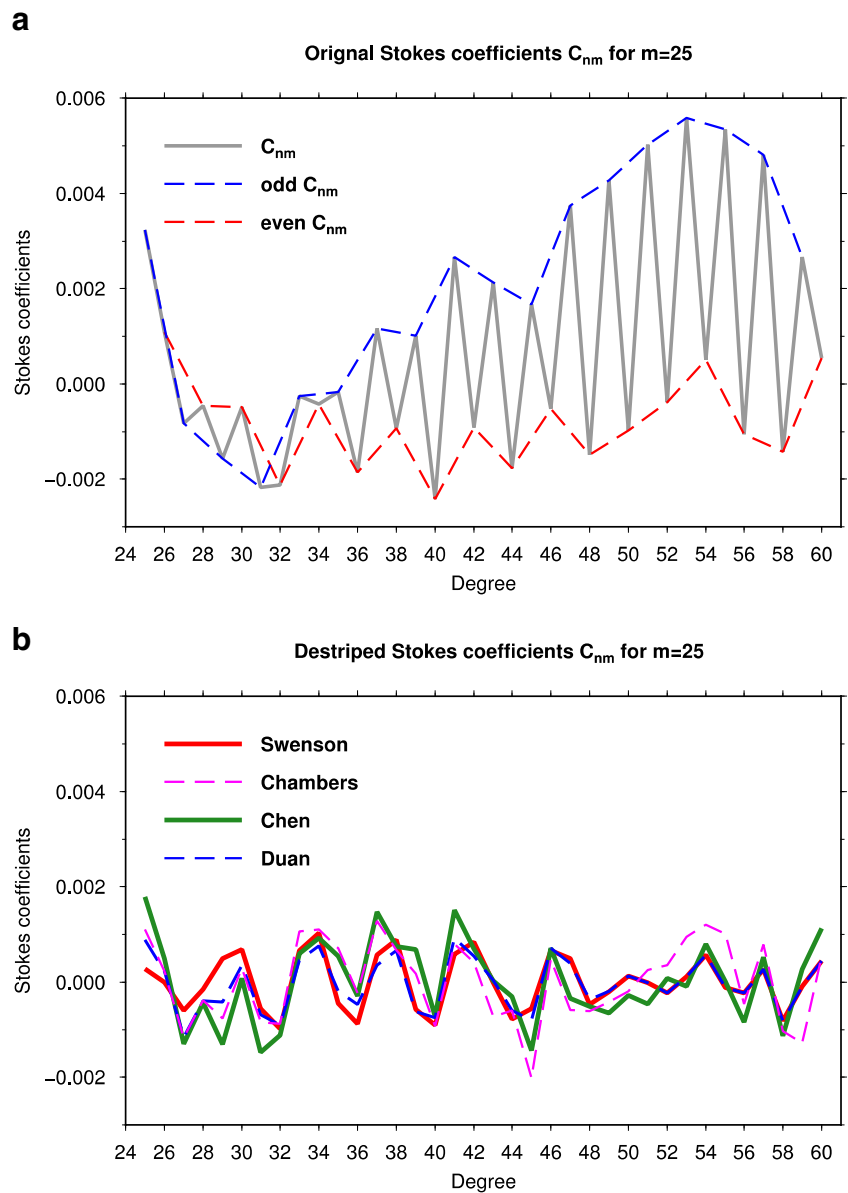 a
Orignal Stokes coefficients Cnm for m=25
0.006
0.004
0.002
0.000
−0.002
Stokes coefficients
Cnm
odd Cnm
even Cnm
24 26 28 30 32 34 36 38 40 42 44 46 48 50 52 54 56 58 60
Degree
b
Destriped Stokes coefficients Cnm for m=25
0.006
0.004
0.002
0.000
−0.002
Stokes coefficients
Swenson
Chambers
Chen
Duan
24 26 28 30 32 34 36 38 40 42 44 46 48 50 52 54 56 58 60
Degree